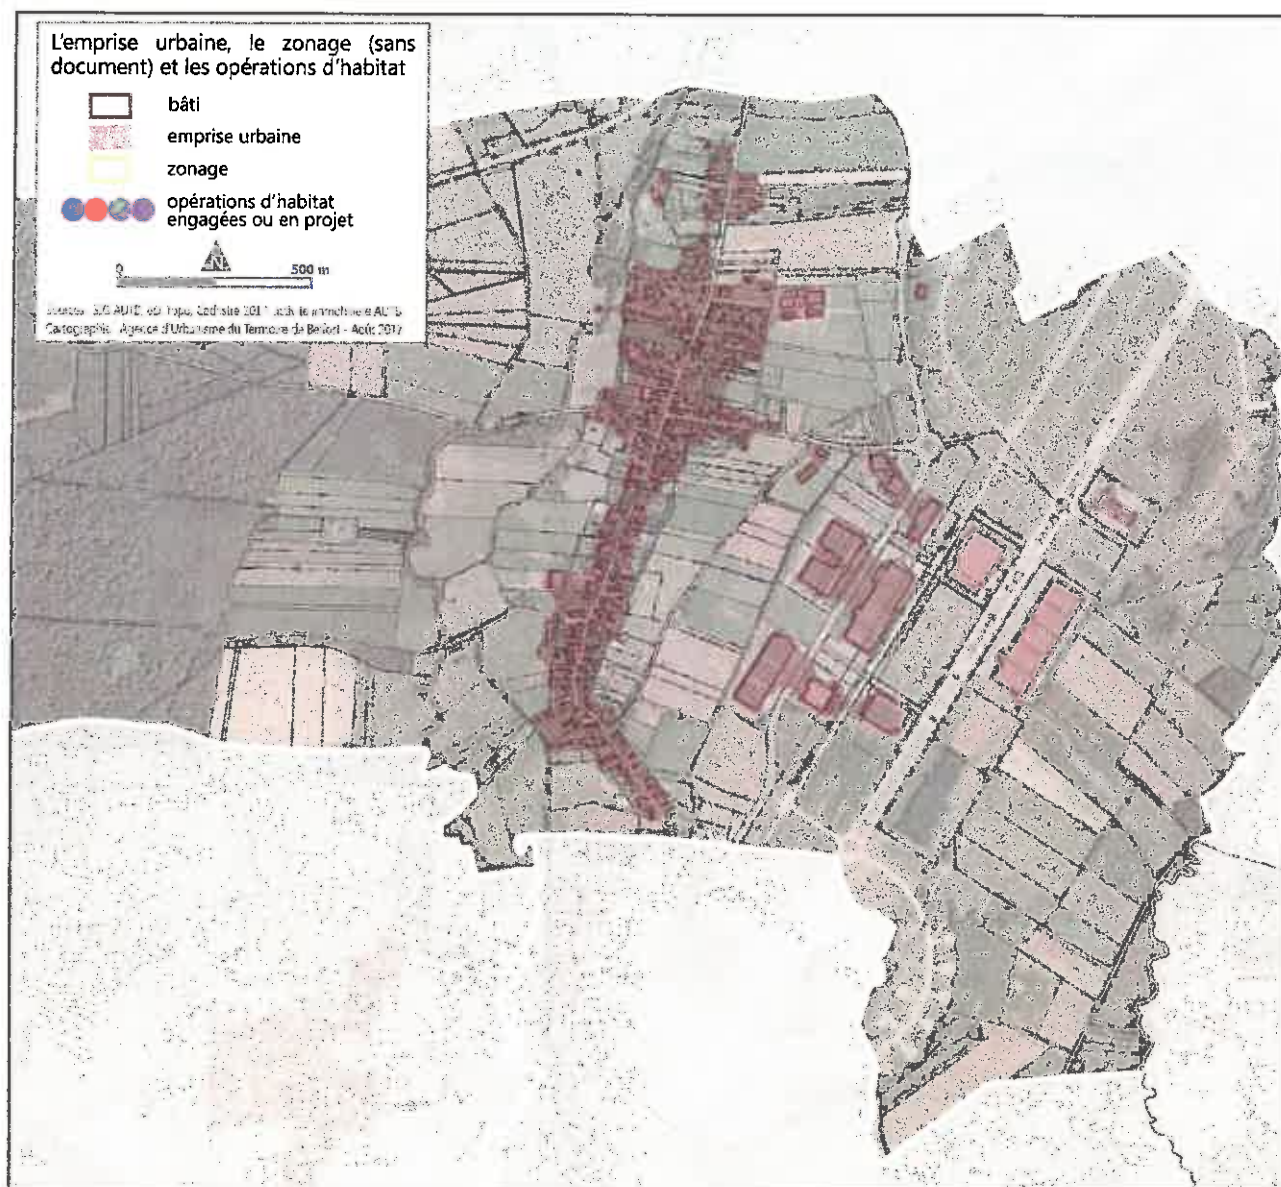 L'emprise urbaine, le zonage (sans
document) et les opérations d'habitat
bâti
emprise urbaine
zonage
opérations d'habitat
engagées ou en projet
N
0 500 m
Cartographie : Agence d'Urbanisme du Territoire de Belfort - Août 2012